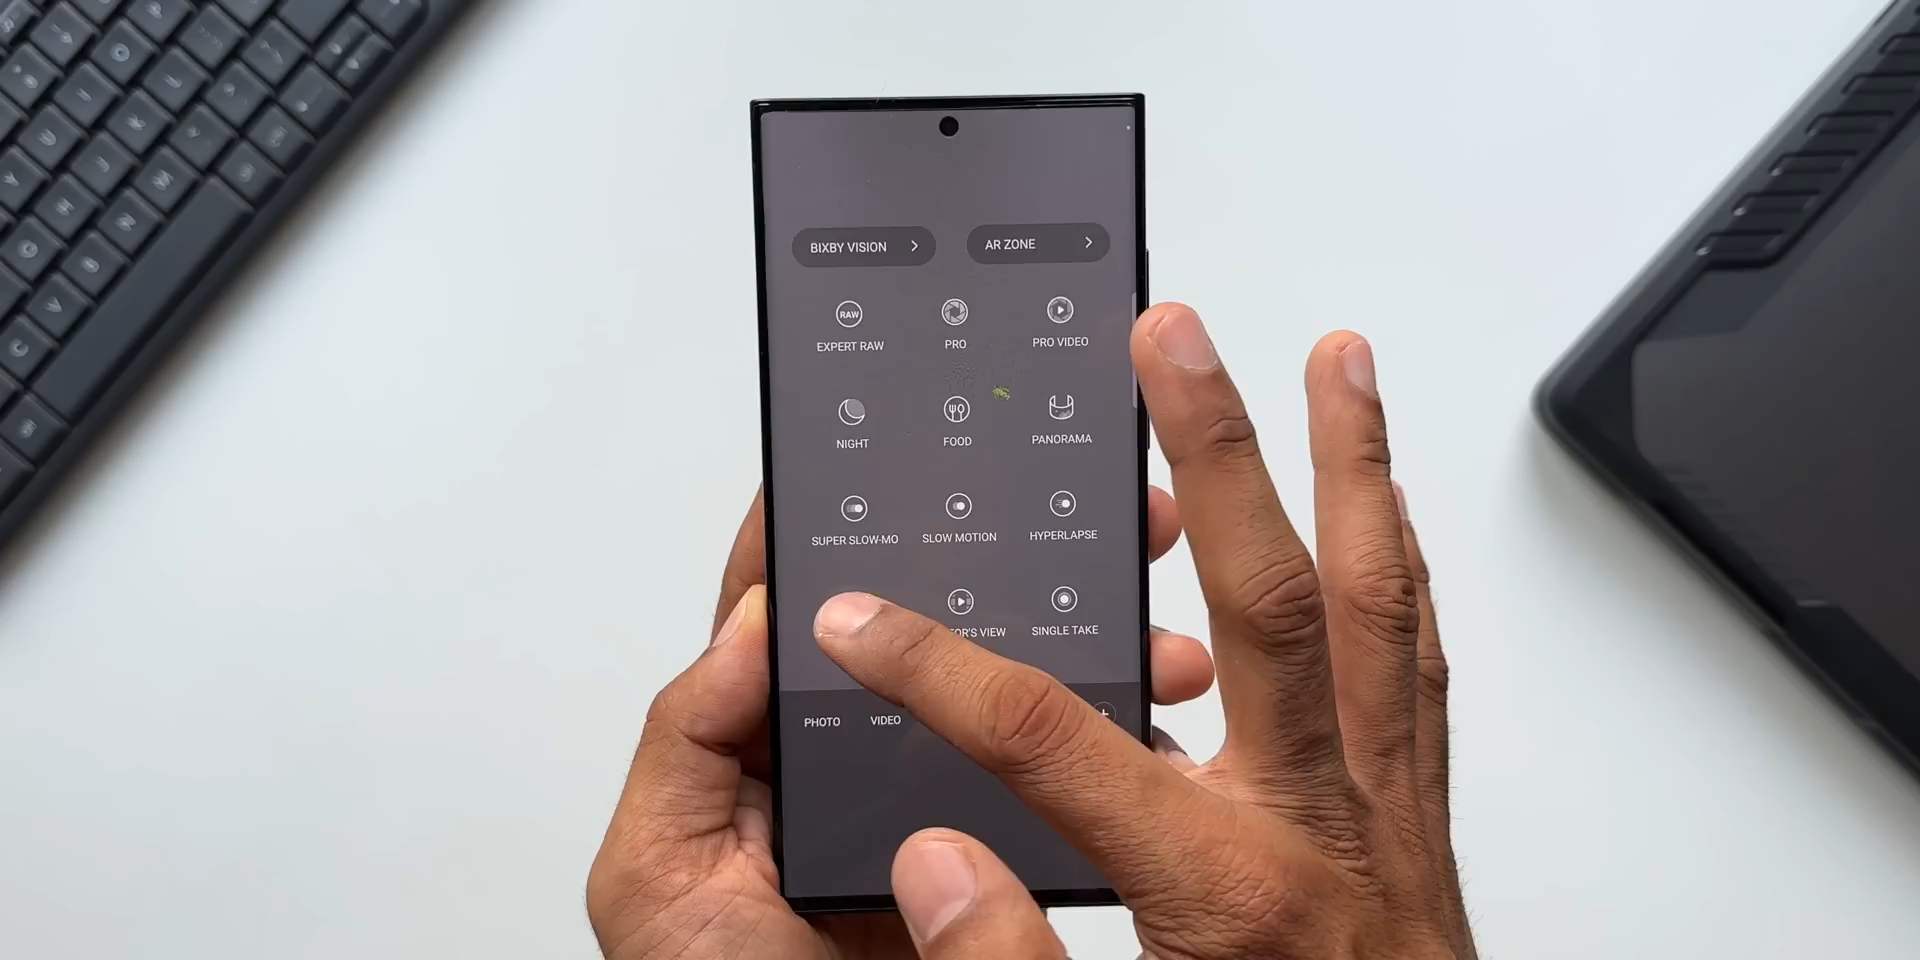 BIXBY VISION
AR ZONE
RAW
EXPERT RAW
PRO
PRO VIDEO
NIGHT
FOOD
PANORAMA
SUPER SLOW-MO
SLOW MOTION
HYPERLAPSE
VIEW
SINGLE TAKE
PHOTO
VIDEO